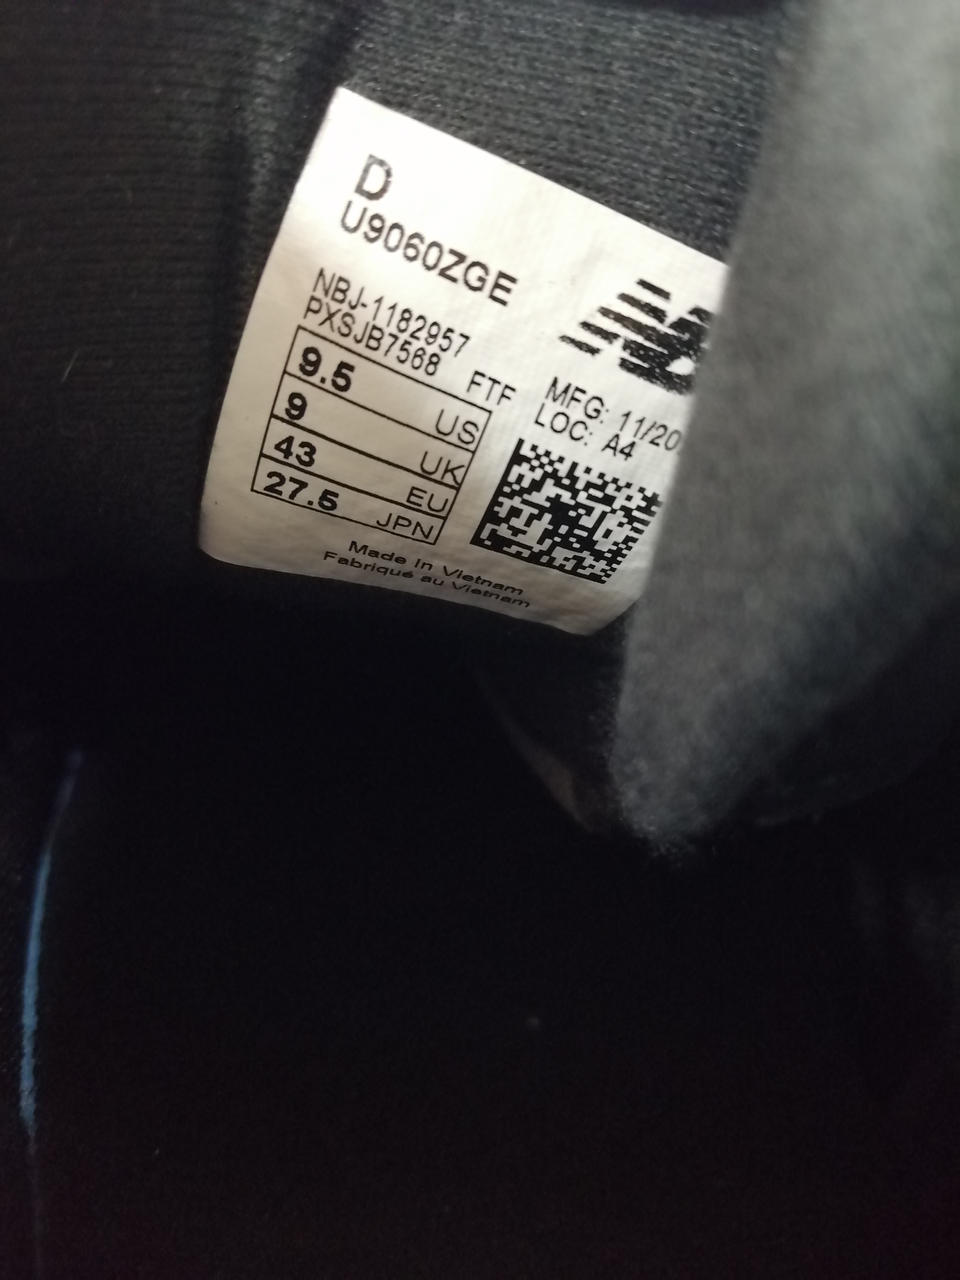 D
U9060ZGE
NBJ-1182957
PXSJB7568
FTF
9.5 US
9 UK
43 EU
27.5 JPN
MFG: 11/20
LOC: A4
Made In Vietnam
Fabriqué au Vietnam